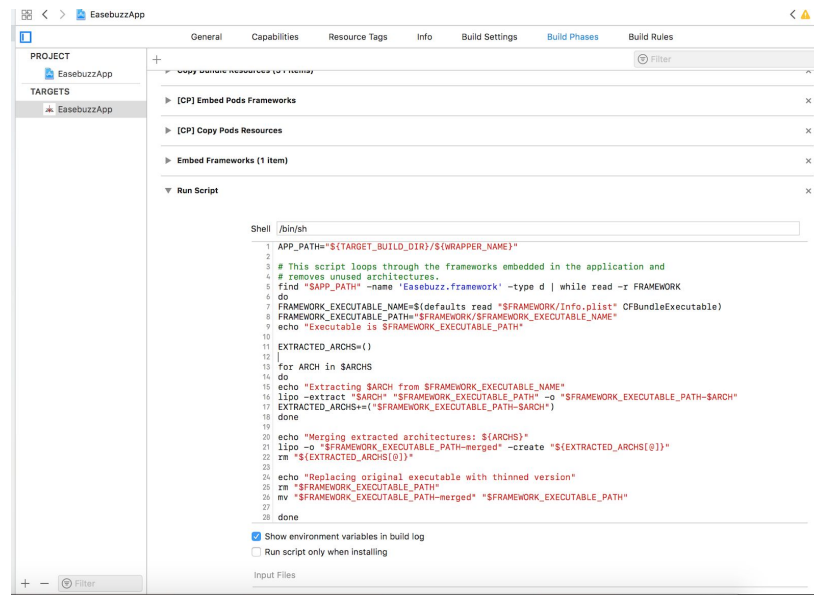 EasebuzzApp
General Capabilities Resource Tags Info Build Settings Build Phases Build Rules
PROJECT
EasebuzzApp
TARGETS
EasebuzzApp
+ Filter
Copy Bundle Resources (51 items)
[CP] Embed Pods Frameworks
[CP] Copy Pods Resources
Embed Frameworks (1 item)
Run Script
Shell /bin/sh
1 APP_PATH="${TARGET_BUILD_DIR}/${WRAPPER_NAME}"
2
3 # This script loops through the frameworks embedded in the application and
4 # removes unused architectures.
5 find "$APP_PATH" -name 'Easebuzz.framework' -type d | while read -r FRAMEWORK
6 do
7 FRAMEWORK_EXECUTABLE_NAME=$(defaults read "$FRAMEWORK/Info.plist" CFBundleExecutable)
8 FRAMEWORK_EXECUTABLE_PATH="$FRAMEWORK/$FRAMEWORK_EXECUTABLE_NAME"
9 echo "Executable is $FRAMEWORK_EXECUTABLE_PATH"
10
11 EXTRACTED_ARCHS=()
12
13 for ARCH in $ARCHS
14 do
15 echo "Extracting $ARCH from $FRAMEWORK_EXECUTABLE_NAME"
16 lipo -extract "$ARCH" "$FRAMEWORK_EXECUTABLE_PATH" -o "$FRAMEWORK_EXECUTABLE_PATH-$ARCH"
17 EXTRACTED_ARCHS+=("$FRAMEWORK_EXECUTABLE_PATH-$ARCH")
18 done
19
20 echo "Merging extracted architectures: ${ARCHS}"
21 lipo -o "$FRAMEWORK_EXECUTABLE_PATH-merged" -create "${EXTRACTED_ARCHS[@]}"
22 rm "${EXTRACTED_ARCHS[@]}"
23
24 echo "Replacing original executable with thinned version"
25 rm "$FRAMEWORK_EXECUTABLE_PATH"
26 mv "$FRAMEWORK_EXECUTABLE_PATH-merged" "$FRAMEWORK_EXECUTABLE_PATH"
27
28 done
Show environment variables in build log
Run script only when installing
Input Files
+ − Filter